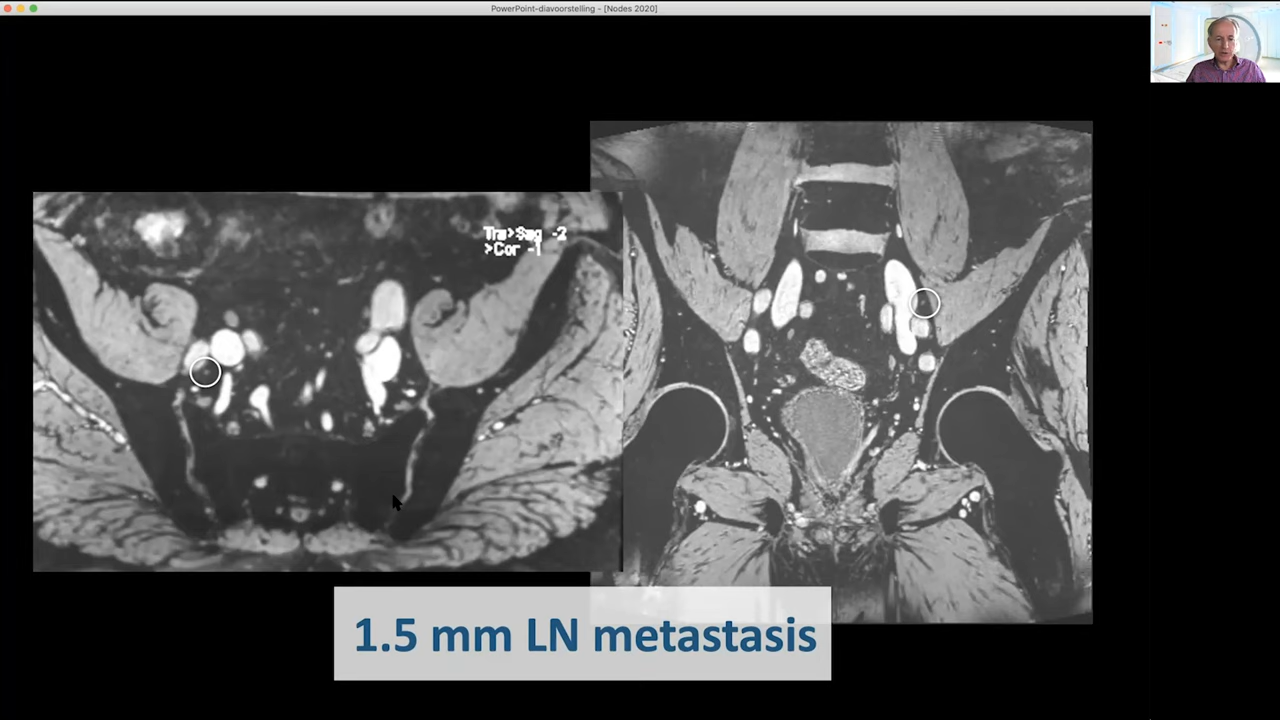 PowerPoint-diavoorstelling - [Nodes 2020]
Tra>Sag -2
>Cor -1
1.5 mm LN metastasis